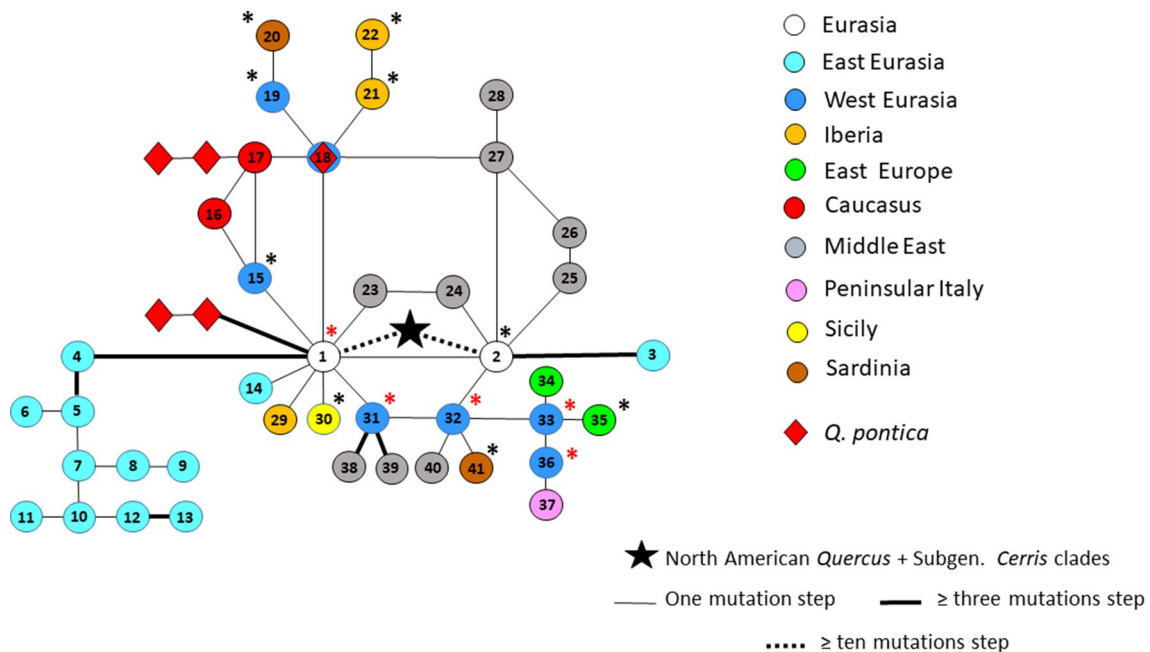 * 20
22 *
* 19
21 *
28
17
18
27
16
26
15 *
25
23
24
*
*
4
1
2
3
14
34
29
30 *
31 *
32 *
33 *
35 *
6
5
38
39
40
41 *
36 *
7
8
9
37
11
10
12
13
Eurasia
East Eurasia
West Eurasia
Iberia
East Europe
Caucasus
Middle East
Peninsular Italy
Sicily
Sardinia
Q. pontica
North American Quercus + Subgen. Cerris clades
One mutation step
≥ three mutations step
≥ ten mutations step